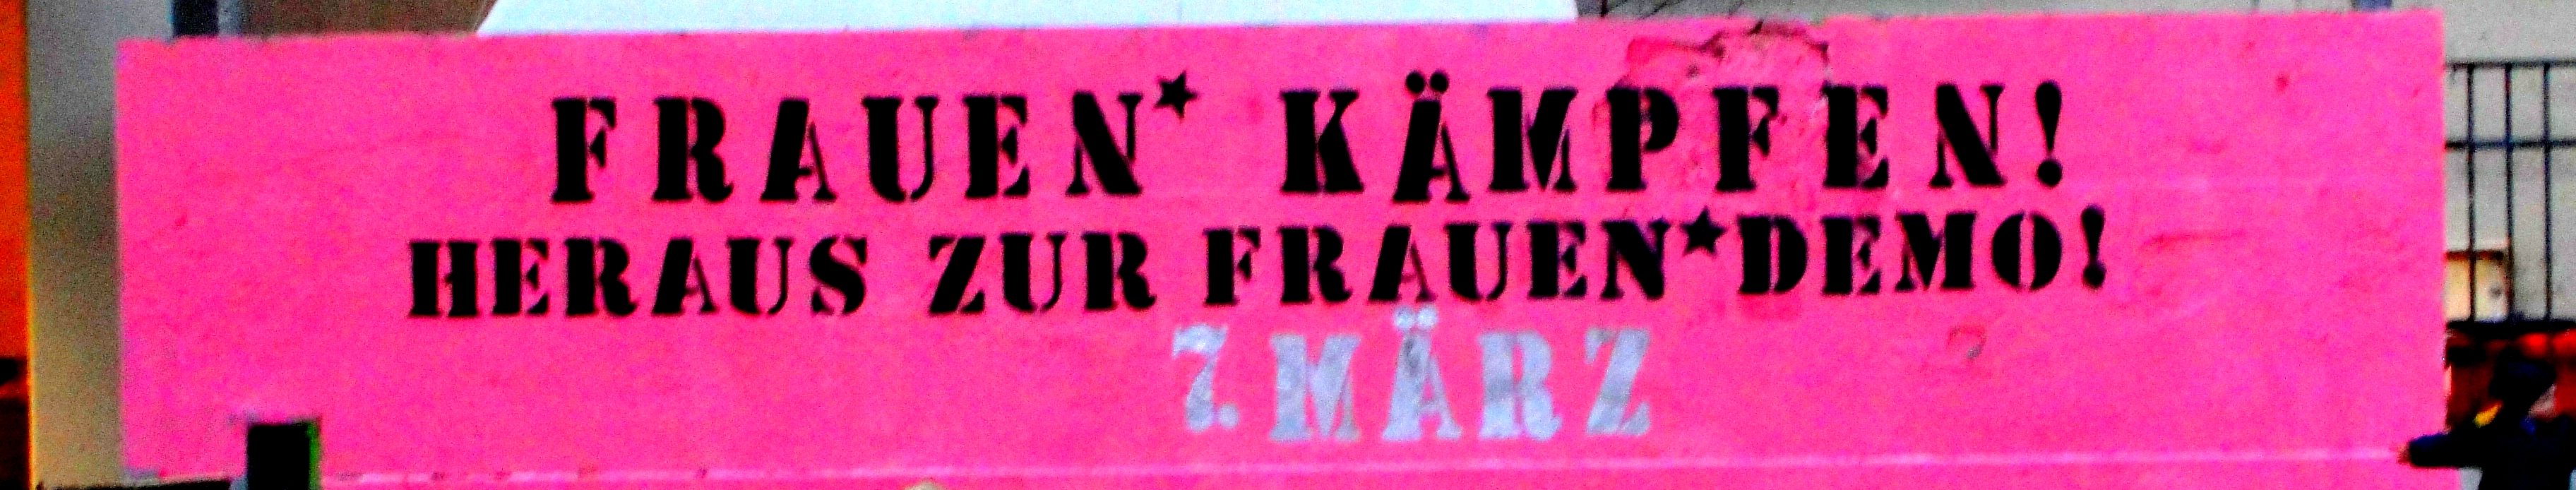 FRAUEN★ KÄMPFEN!
HERAUS ZUR FRAUEN★DEMO!
7. MÄRZ